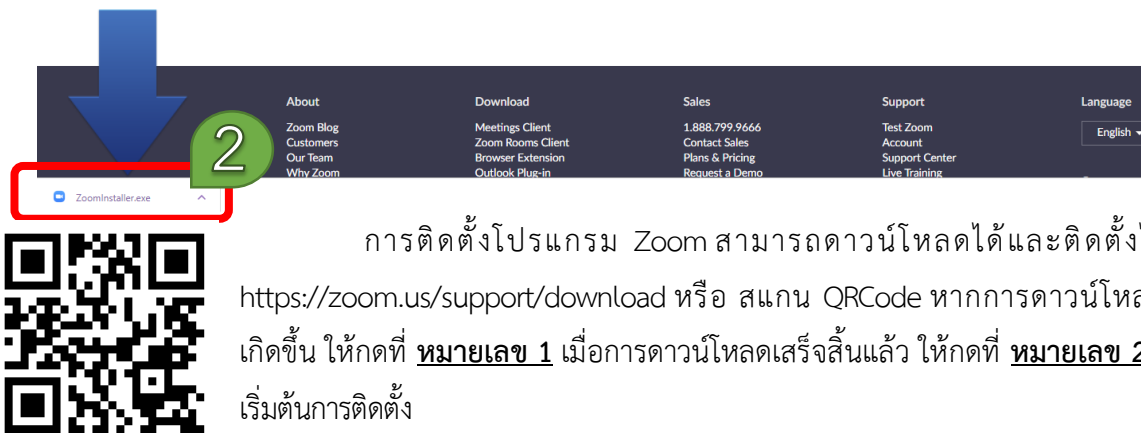 About Download Sales Support Language
Zoom Blog Meetings Client 1.888.799.9666 Test Zoom English
Customers Zoom Rooms Client Contact Sales Account
Our Team Browser Extension Plans & Pricing Support Center
Why Zoom Outlook Plug-in Request a Demo Live Training
2
ZoomInstaller.exe
การติดตั้งโปรแกรม Zoom สามารถดาวน์โหลดได้และติดตั้ง
https://zoom.us/support/download หรือ สแกน QRCode หากการดาวน์โหล
เกิดขึ้น ให้กดที่ หมายเลข 1 เมื่อการดาวน์โหลดเสร็จสิ้นแล้ว ให้กดที่ หมายเลข 2
เริ่มต้นการติดตั้ง